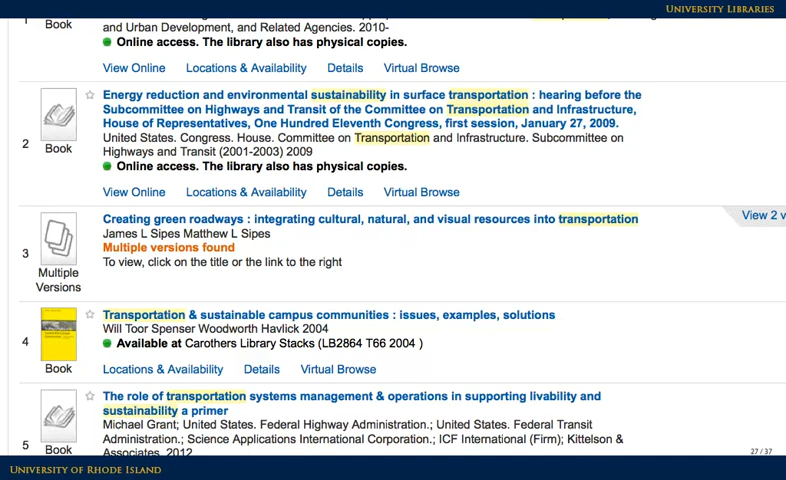 UNIVERSITY LIBRARIES
1
Book
and Urban Development, and Related Agencies. 2010-
Online access. The library also has physical copies.
View Online Locations & Availability Details Virtual Browse
2
Book
Energy reduction and environmental sustainability in surface transportation : hearing before the
Subcommittee on Highways and Transit of the Committee on Transportation and Infrastructure,
House of Representatives, One Hundred Eleventh Congress, first session, January 27, 2009.
United States. Congress. House. Committee on Transportation and Infrastructure. Subcommittee on
Highways and Transit (2001-2003) 2009
Online access. The library also has physical copies.
View Online Locations & Availability Details Virtual Browse
3
Multiple
Versions
Creating green roadways : integrating cultural, natural, and visual resources into transportation
James L Sipes Matthew L Sipes
Multiple versions found
To view, click on the title or the link to the right
View 2 v
4
Book
Transportation & sustainable campus communities : issues, examples, solutions
Will Toor Spenser Woodworth Havlick 2004
Available at Carothers Library Stacks (LB2864 T66 2004 )
Locations & Availability Details Virtual Browse
5
Book
The role of transportation systems management & operations in supporting livability and
sustainability a primer
Michael Grant; United States. Federal Highway Administration.; United States. Federal Transit
Administration.; Science Applications International Corporation.; ICF International (Firm); Kittelson &
Associates. 2012
27 / 37
UNIVERSITY OF RHODE ISLAND